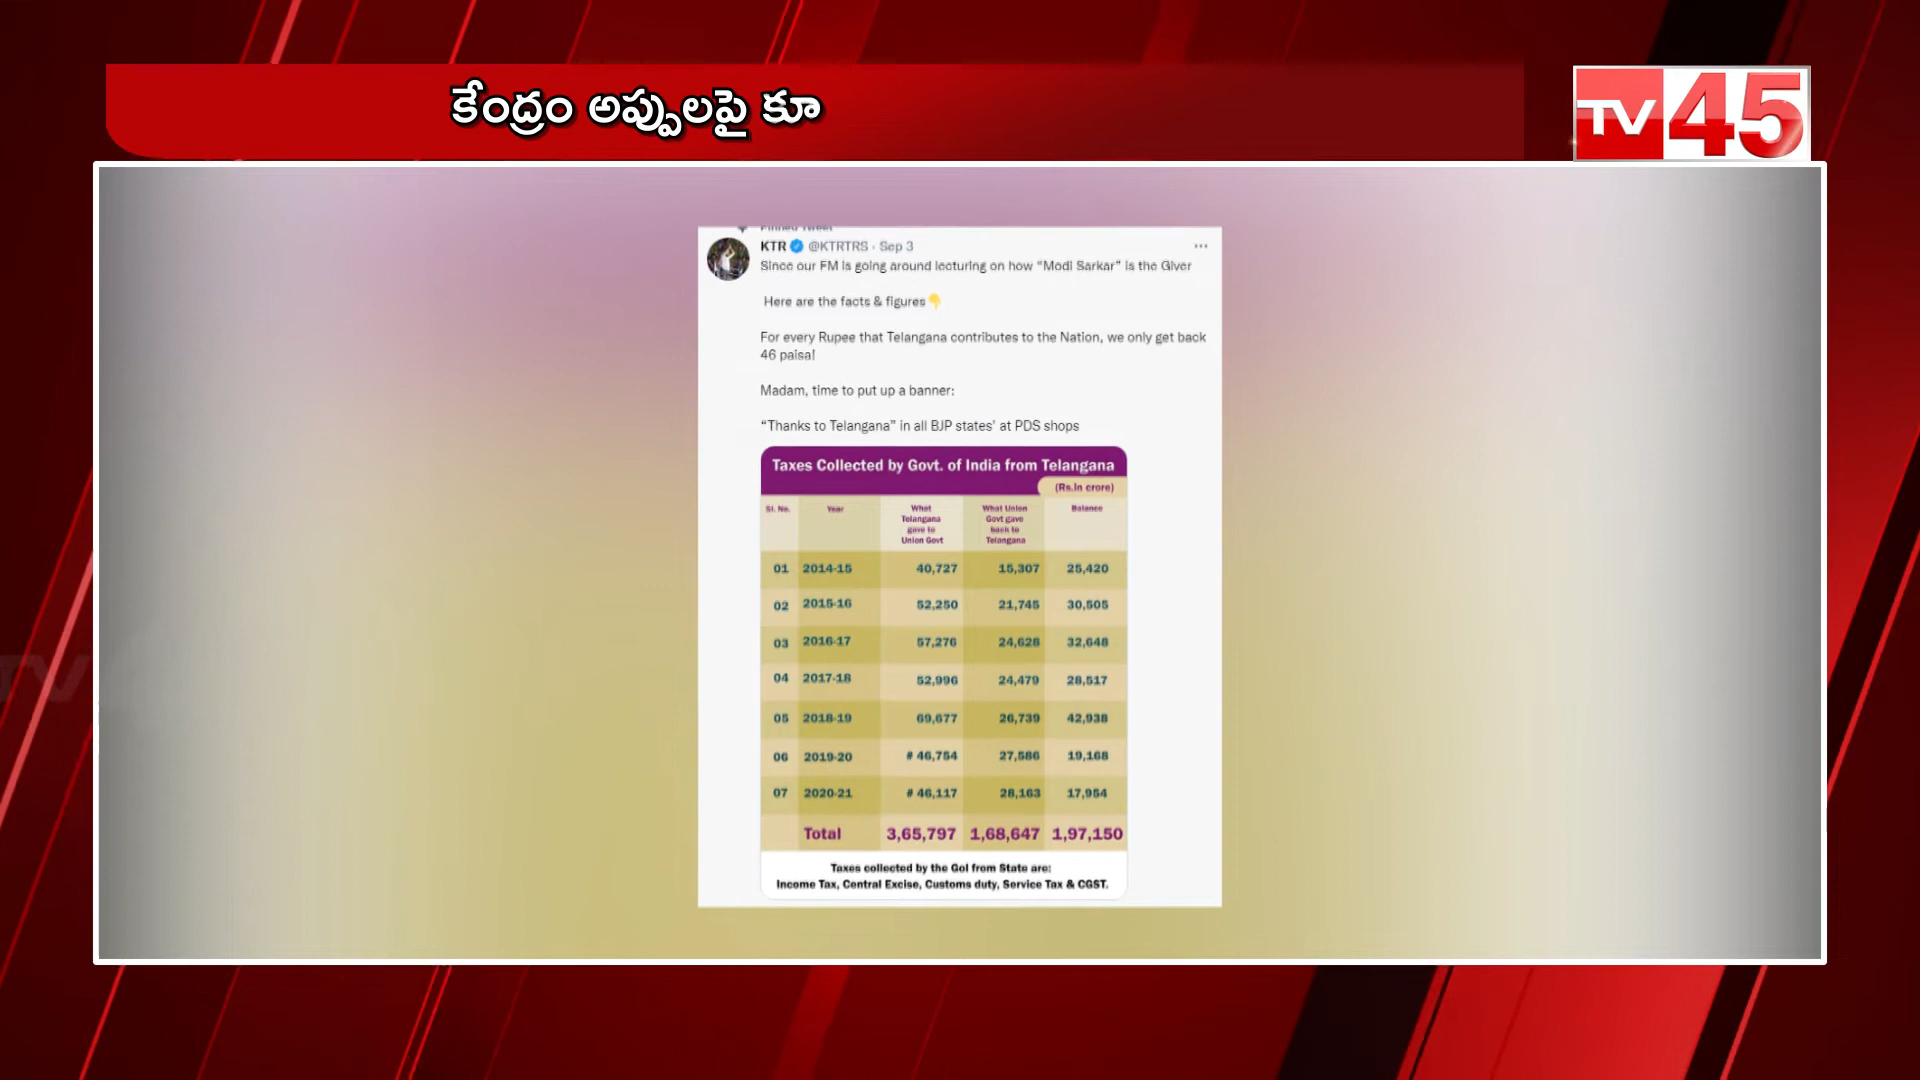 కేంద్రం అప్పులపై కూ
TV45
Pinned Tweet
KTR @KTRTRS · Sep 3
Since our FM is going around lecturing on how “Modi Sarkar” is the Giver
Here are the facts & figures👇
For every Rupee that Telangana contributes to the Nation, we only get back
46 paisa!
Madam, time to put up a banner:
“Thanks to Telangana” in all BJP states’ at PDS shops
Taxes Collected by Govt. of India from Telangana
(Rs.In crore)
Sl. No. Year What Telangana gave to Union Govt What Union Govt gave back to Telangana Balance
01 2014-15 40,727 15,307 25,420
02 2015-16 52,250 21,745 30,505
03 2016-17 57,276 24,628 32,648
04 2017-18 52,996 24,479 28,517
05 2018-19 69,677 26,739 42,938
06 2019-20 # 46,754 27,586 19,168
07 2020-21 # 46,117 28,163 17,954
Total 3,65,797 1,68,647 1,97,150
Taxes collected by the GoI from State are:
Income Tax, Central Excise, Customs duty, Service Tax & CGST.
TV